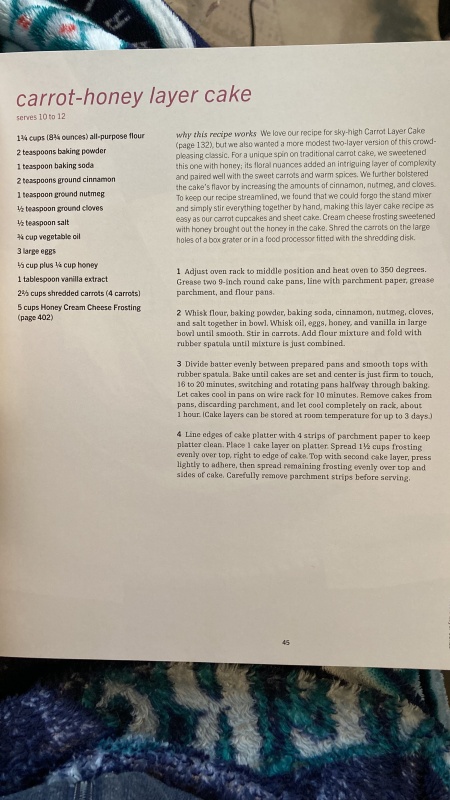 carrot-honey layer cake
serves 10 to 12
1¾ cups (8¾ ounces) all-purpose flour
2 teaspoons baking powder
1 teaspoon baking soda
2 teaspoons ground cinnamon
1 teaspoon ground nutmeg
½ teaspoon ground cloves
½ teaspoon salt
¾ cup vegetable oil
3 large eggs
⅓ cup plus ¼ cup honey
1 tablespoon vanilla extract
2⅔ cups shredded carrots (4 carrots)
5 cups Honey Cream Cheese Frosting
(page 402)
why this recipe works We love our recipe for sky-high Carrot Layer Cake
(page 132), but we also wanted a more modest two-layer version of this crowd-
pleasing classic. For a unique spin on traditional carrot cake, we sweetened
this one with honey; its floral nuances added an intriguing layer of complexity
and paired well with the sweet carrots and warm spices. We further bolstered
the cake's flavor by increasing the amounts of cinnamon, nutmeg, and cloves.
To keep our recipe streamlined, we found that we could forgo the stand mixer
and simply stir everything together by hand, making this layer cake recipe as
easy as our carrot cupcakes and sheet cake. Cream cheese frosting sweetened
with honey brought out the honey in the cake. Shred the carrots on the large
holes of a box grater or in a food processor fitted with the shredding disk.
1 Adjust oven rack to middle position and heat oven to 350 degrees.
Grease two 9-inch round cake pans, line with parchment paper, grease
parchment, and flour pans.
2 Whisk flour, baking powder, baking soda, cinnamon, nutmeg, cloves,
and salt together in bowl. Whisk oil, eggs, honey, and vanilla in large
bowl until smooth. Stir in carrots. Add flour mixture and fold with
rubber spatula until mixture is just combined.
3 Divide batter evenly between prepared pans and smooth tops with
rubber spatula. Bake until cakes are set and center is just firm to touch,
16 to 20 minutes, switching and rotating pans halfway through baking.
Let cakes cool in pans on wire rack for 10 minutes. Remove cakes from
pans, discarding parchment, and let cool completely on rack, about
1 hour. (Cake layers can be stored at room temperature for up to 3 days.)
4 Line edges of cake platter with 4 strips of parchment paper to keep
platter clean. Place 1 cake layer on platter. Spread 1½ cups frosting
evenly over top, right to edge of cake. Top with second cake layer, press
lightly to adhere, then spread remaining frosting evenly over top and
sides of cake. Carefully remove parchment strips before serving.
45